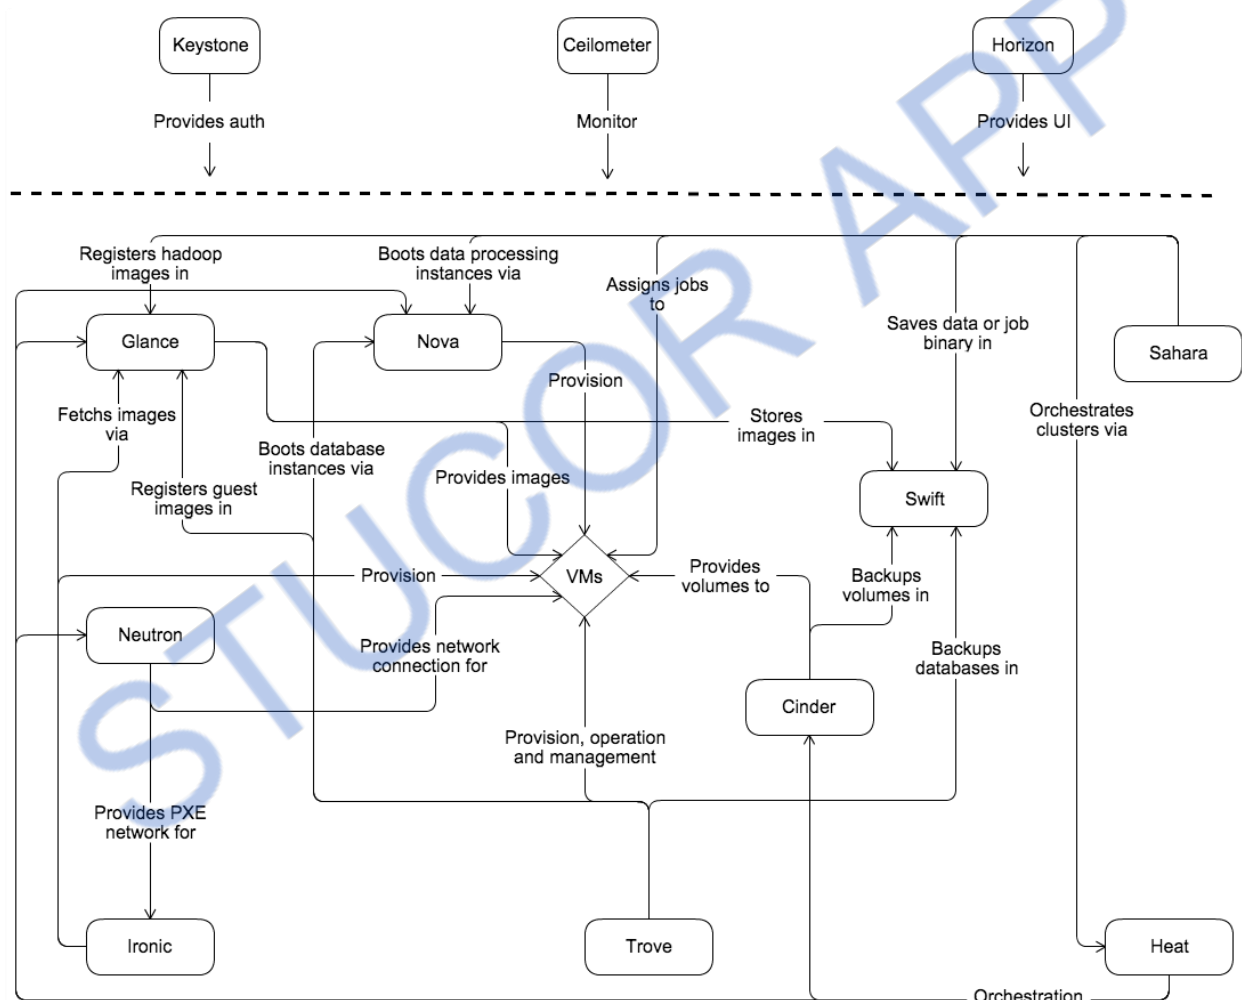 Keystone
Ceilometer
Horizon
Provides auth
Monitor
Provides UI
Registers hadoop
images in
Boots data processing
instances via
Assigns jobs
to
Saves data or job
binary in
Glance
Nova
Sahara
Provision
Fetchs images
via
Stores
images in
Orchestrates
clusters via
Boots database
instances via
Provides images
Registers guest
images in
Swift
Provision
VMs
Provides
volumes to
Backups
volumes in
Neutron
Provides network
connection for
Backups
databases in
Cinder
Provision, operation
and management
Provides PXE
network for
Ironic
Trove
Heat
Orchestration
STUCOR APP